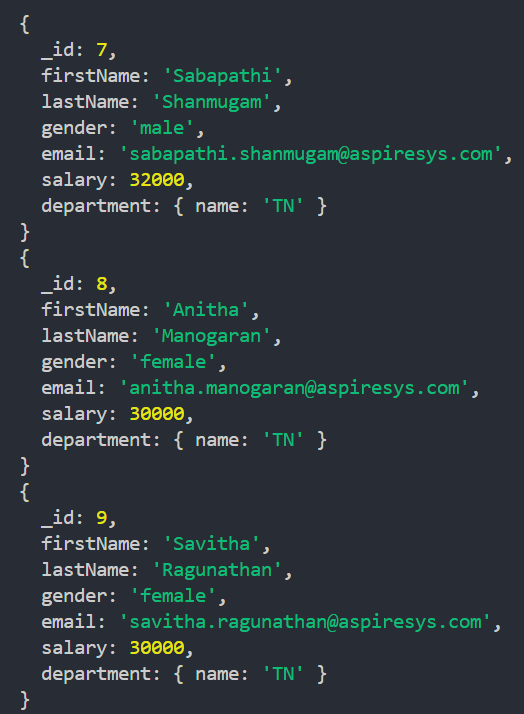 {
  _id: 7,
  firstName: 'Sabapathi',
  lastName: 'Shanmugam',
  gender: 'male',
  email: 'sabapathi.shanmugam@aspiresys.com',
  salary: 32000,
  department: { name: 'TN' }
}
{
  _id: 8,
  firstName: 'Anitha',
  lastName: 'Manogaran',
  gender: 'female',
  email: 'anitha.manogaran@aspiresys.com',
  salary: 30000,
  department: { name: 'TN' }
}
{
  _id: 9,
  firstName: 'Savitha',
  lastName: 'Ragunathan',
  gender: 'female',
  email: 'savitha.ragunathan@aspiresys.com',
  salary: 30000,
  department: { name: 'TN' }
}